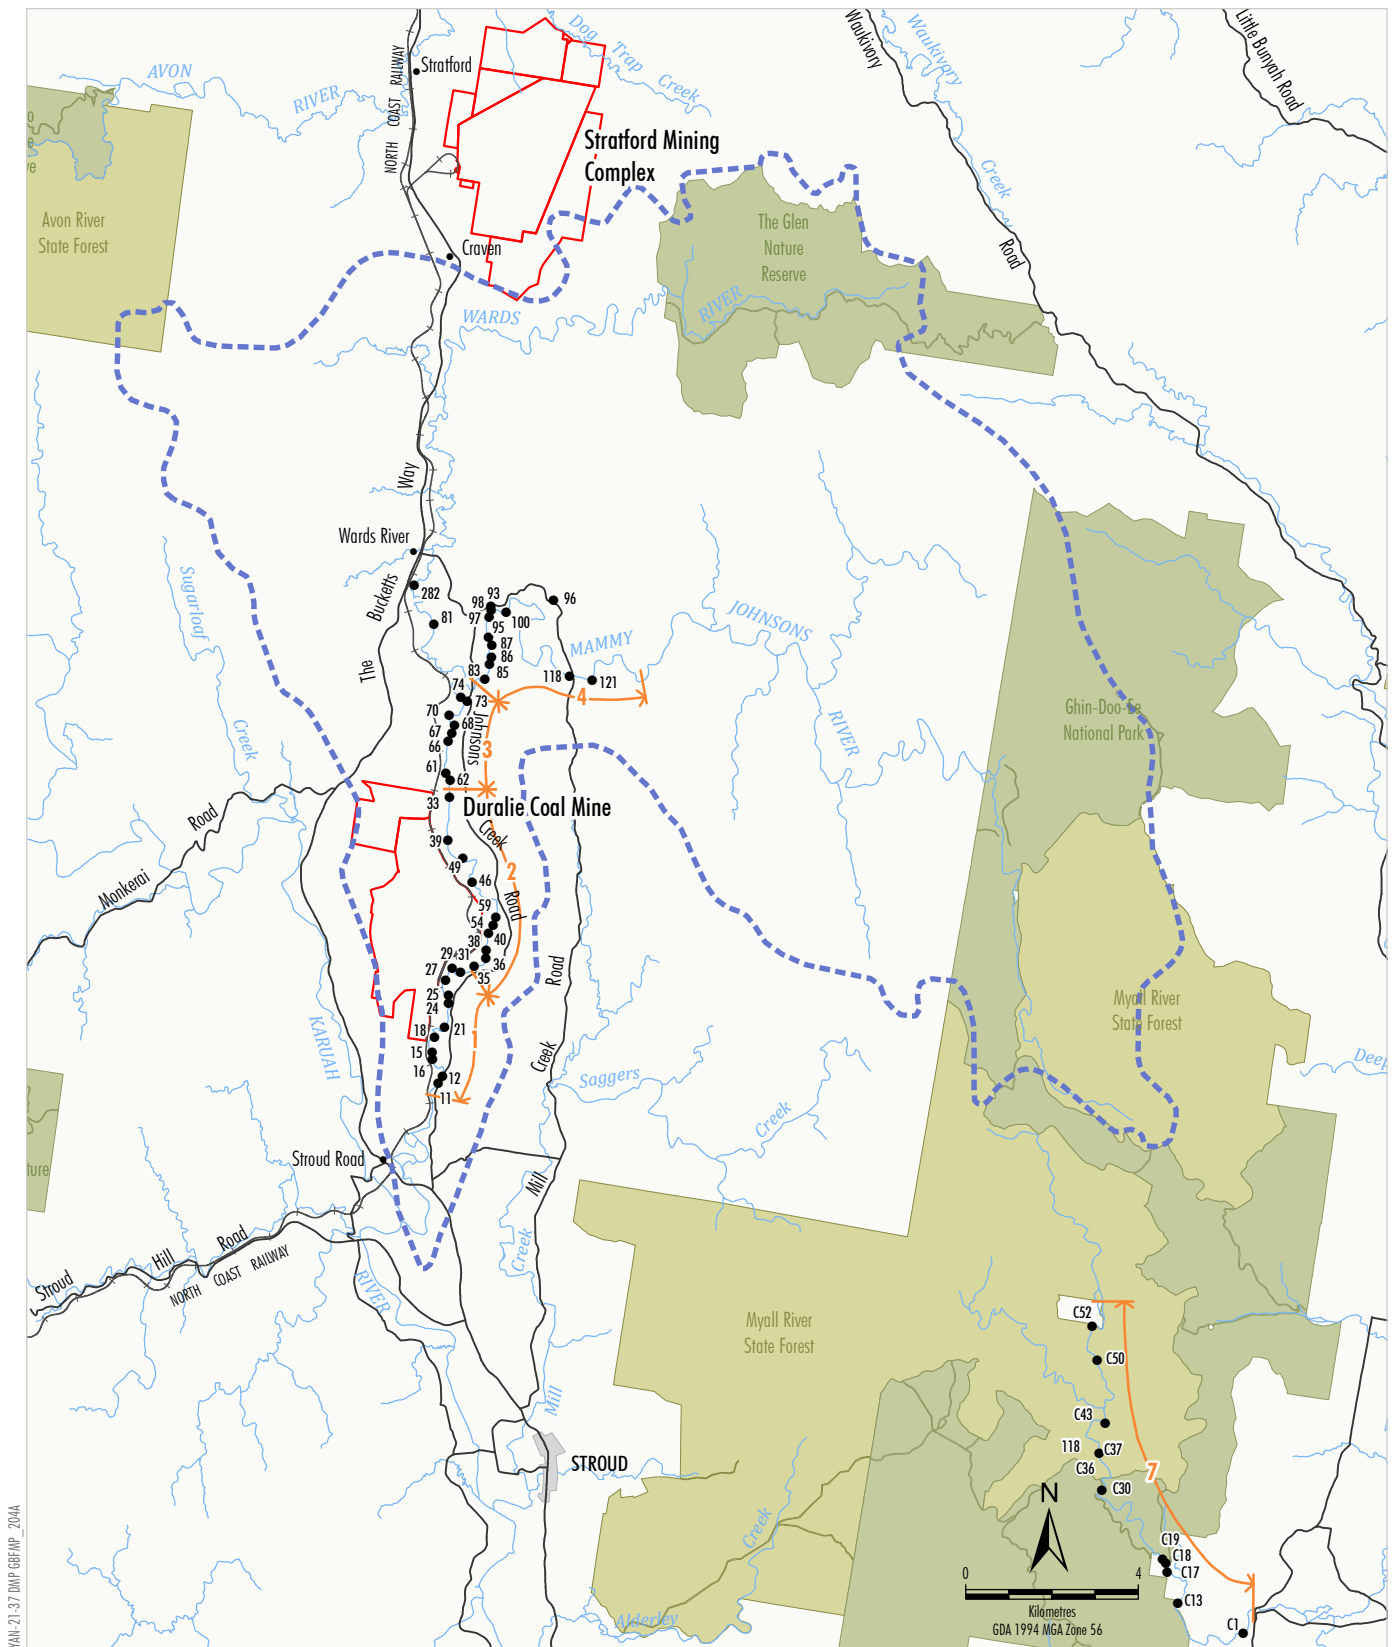 AVON
RIVER
Stratford
NORTH COAST RAILWAY
Dog Trap Creek
Waukivory
Waukivory
Little Bunyah Road
Stratford Mining
Complex
Creek
Road
Avon River
State Forest
The Glen
Nature
Reserve
Craven
WARDS
RIVER
Way
Wards River
Bucketts
The
Sugarloaf
Creek
282
81
93
98
97
100
96
95
87
86
85
83
MAMMY
JOHNSONS
RIVER
118
121
4
74
73
70
68
67
66
Johnsons
3
61
62
33
Duralie Coal Mine
Creek
39
49
2
46
Road
59
54
40
38
36
29
31
27
35
25
24
1
21
18
15
16
12
11
Ghin-Doo-Ee
National Park
Myall River
State Forest
Monkerai
Road
KARUAH
RIVER
Road
Creek
Mill
Saggers
Creek
Deep
ture
Stroud Road
Stroud
Hill
Road
NORTH COAST RAILWAY
Creek
Mill
Myall River
State Forest
STROUD
C52
C50
C43
118
C37
C36
C30
7
C19
C18
C17
C13
C1
Creek
Alderley
N
0
4
Kilometres
GDA 1994 MGA Zone 56
YAN-21-37 DMP GBFMP_204A